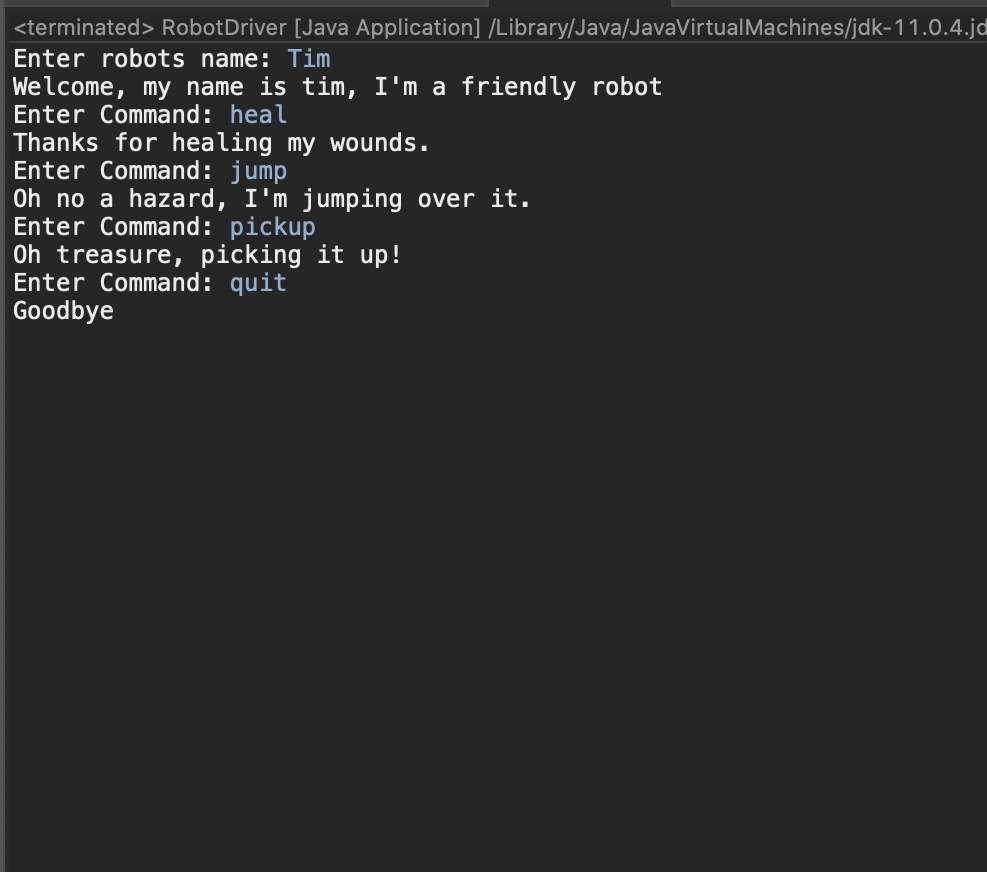 <terminated> RobotDriver [Java Application] /Library/Java/JavaVirtualMachines/jdk-11.0.4.jd
Enter robots name: Tim
Welcome, my name is tim, I'm a friendly robot
Enter Command: heal
Thanks for healing my wounds.
Enter Command: jump
Oh no a hazard, I'm jumping over it.
Enter Command: pickup
Oh treasure, picking it up!
Enter Command: quit
Goodbye